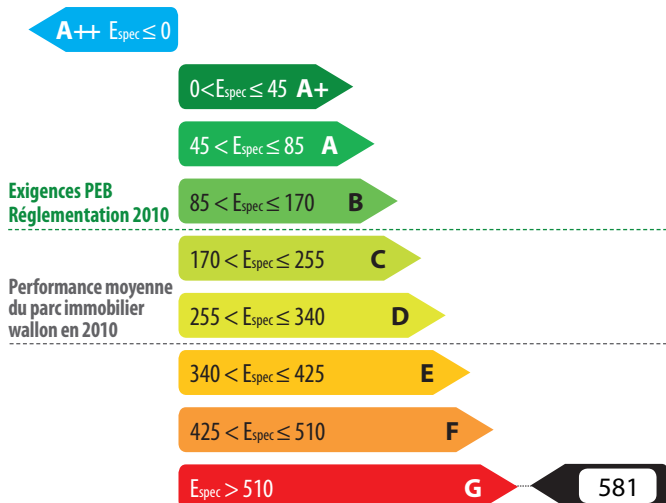 A++ Espec ≤ 0
0<Espec ≤ 45 A+
45 < Espec ≤ 85 A
Exigences PEB
Réglementation 2010
85 < Espec ≤ 170 B
170 < Espec ≤ 255 C
Performance moyenne
du parc immobilier
wallon en 2010
255 < Espec ≤ 340 D
340 < Espec ≤ 425 E
425 < Espec ≤ 510 F
Espec > 510 G
581